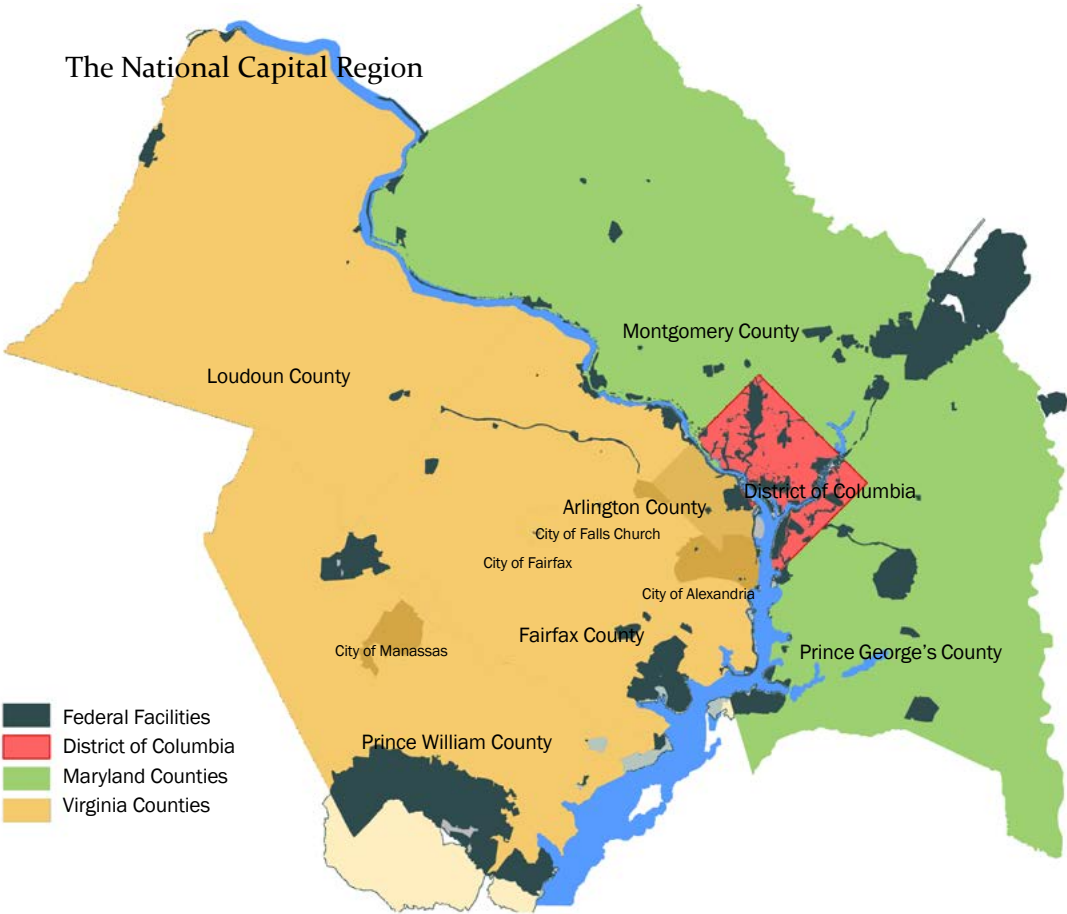 The National Capital Region
Montgomery County
Loudoun County
District of Columbia
Arlington County
City of Falls Church
City of Fairfax
City of Alexandria
Fairfax County
City of Manassas
Prince George's County
Prince William County
Federal Facilities
District of Columbia
Maryland Counties
Virginia Counties